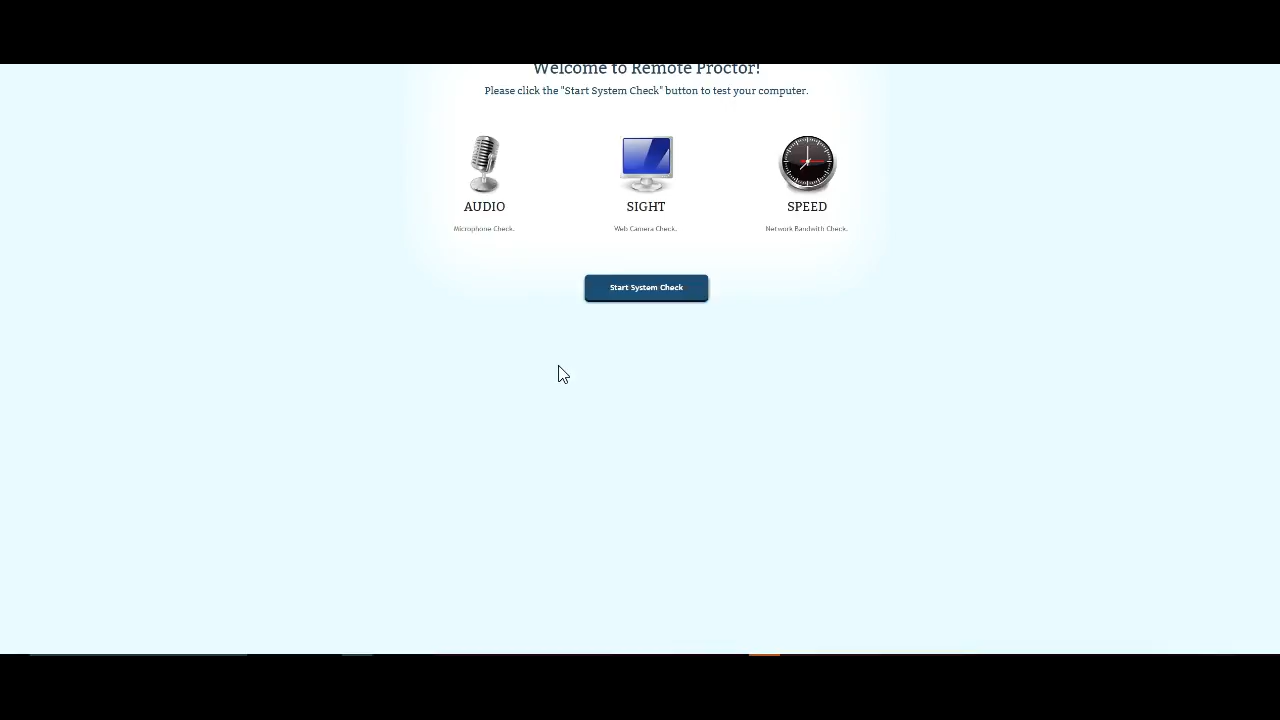 Welcome to Remote Proctor!
Please click the "Start System Check" button to test your computer.
AUDIO
SIGHT
SPEED
Microphone Check.
Web Camera Check.
Network Bandwith Check.
Start System Check